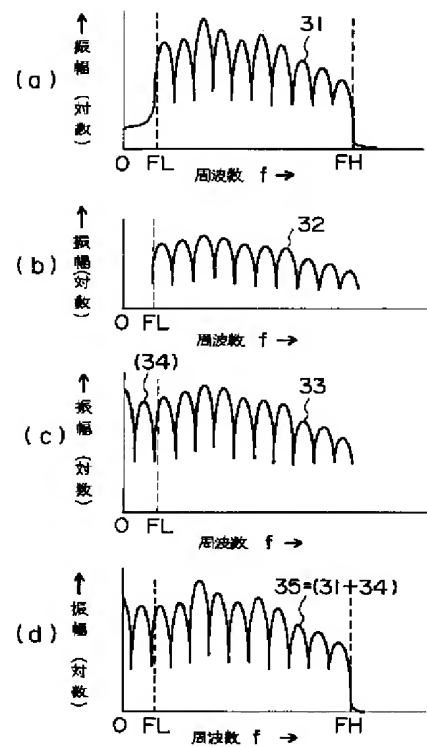 (a)
↑振幅（対数）
31
O FL FH
周波数 f →
(b)
↑振幅(対数)
32
O FL
周波数 f →
(c)
↑振幅（対数）
(34)
33
O FL
周波数 f →
(d)
↑振幅（対数）
35=(31+34)
O FL FH
周波数 f →